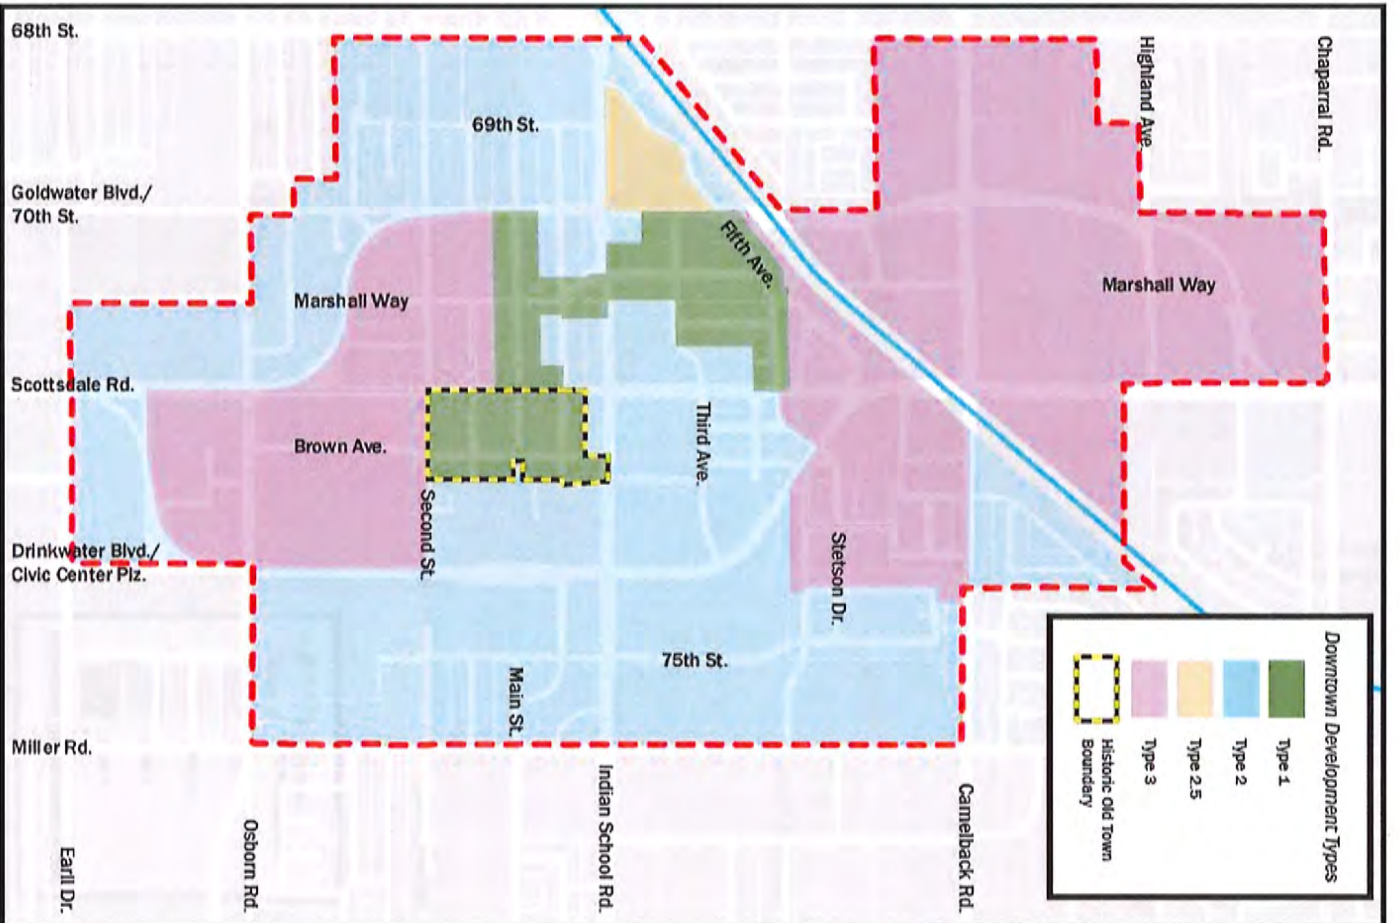 68th St.
Highland Ave.
Chaparral Rd.
69th St.
Goldwater Blvd./
70th St.
Fifth Ave.
Marshall Way
Marshall Way
Scottsdale Rd.
Third Ave.
Brown Ave.
Second St.
Stetson Dr.
Drinkwater Blvd./
Civic Center Plz.
75th St.
Main St.
Miller Rd.
Indian School Rd.
Camelback Rd.
Osborn Rd.
Earll Dr.
Downtown Development Types
Type 1
Type 2
Type 2.5
Type 3
Historic Old Town
Boundary